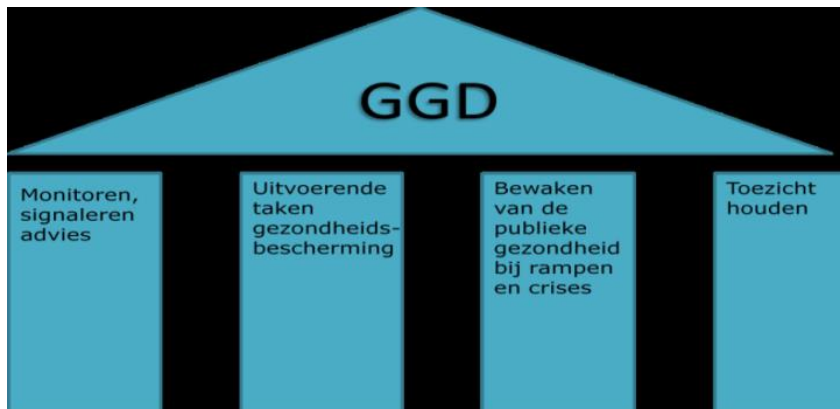 GGD
Monitoren,
signaleren
advies
Uitvoerende
taken
gezondheids-
bescherming
Bewaken
van de
publieke
gezondheid
bij rampen
en crises
Toezicht
houden